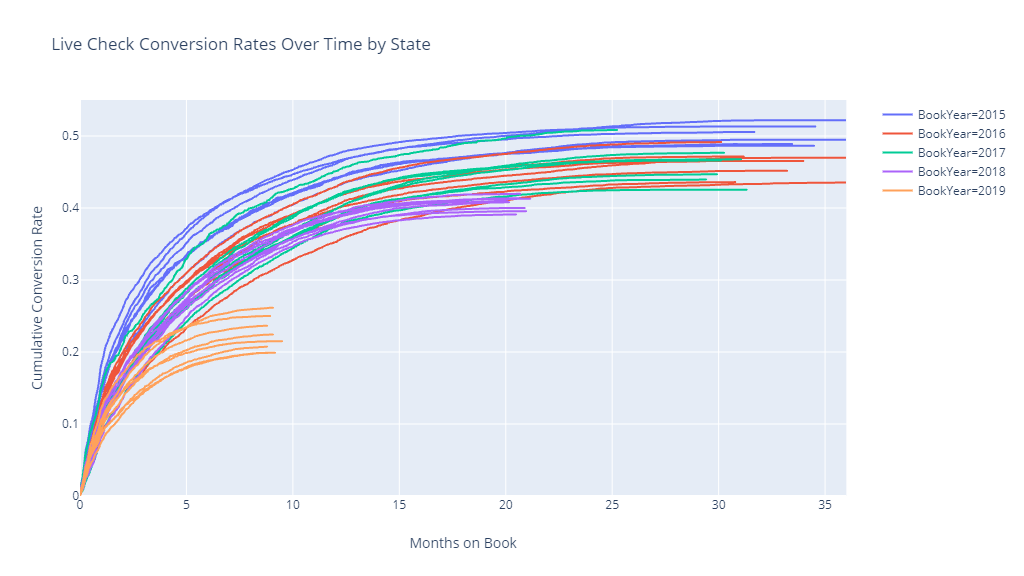 Live Check Conversion Rates Over Time by State
Cumulative Conversion Rate
0.5
0.4
0.3
0.2
0.1
0
0 5 10 15 20 25 30 35
Months on Book
BookYear=2015
BookYear=2016
BookYear=2017
BookYear=2018
BookYear=2019